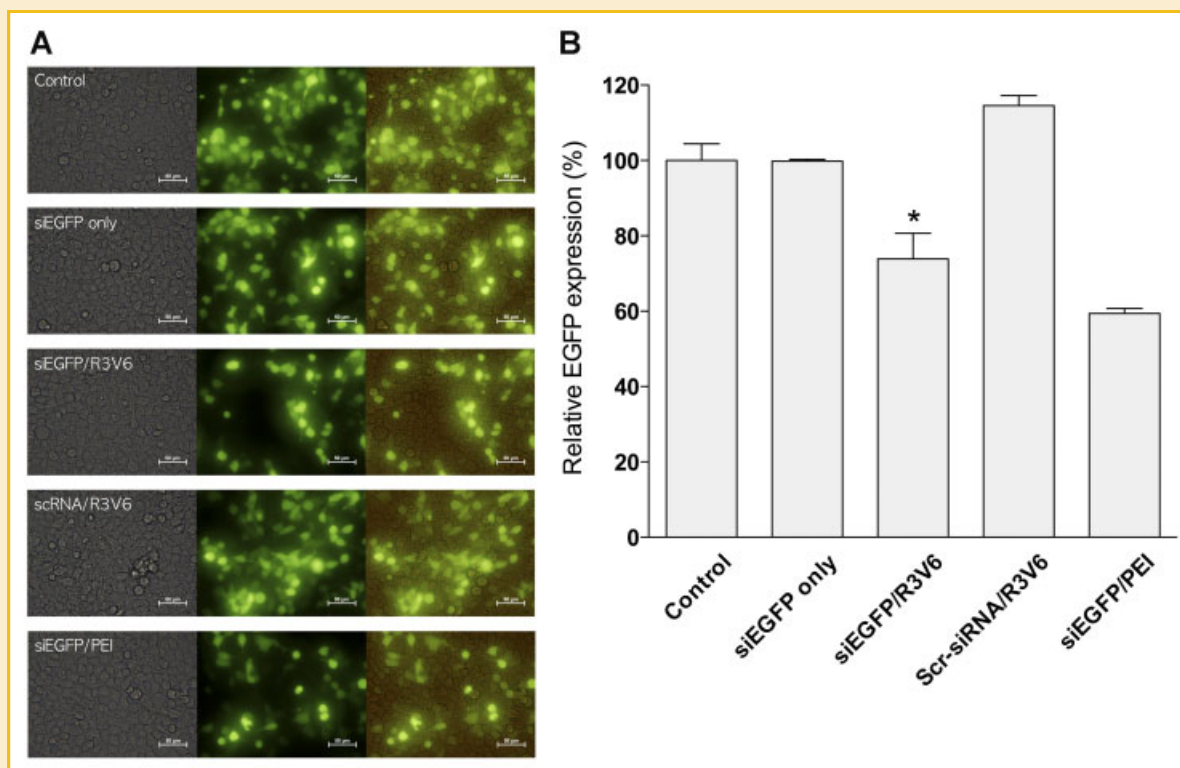 A
Control
siEGFP only
siEGFP/R3V6
scRNA/R3V6
siEGFP/PEI
B
Relative EGFP expression (%)
120
100
80
60
40
20
0
*
Control
siEGFP only
siEGFP/R3V6
Scr-siRNA/R3V6
siEGFP/PEI